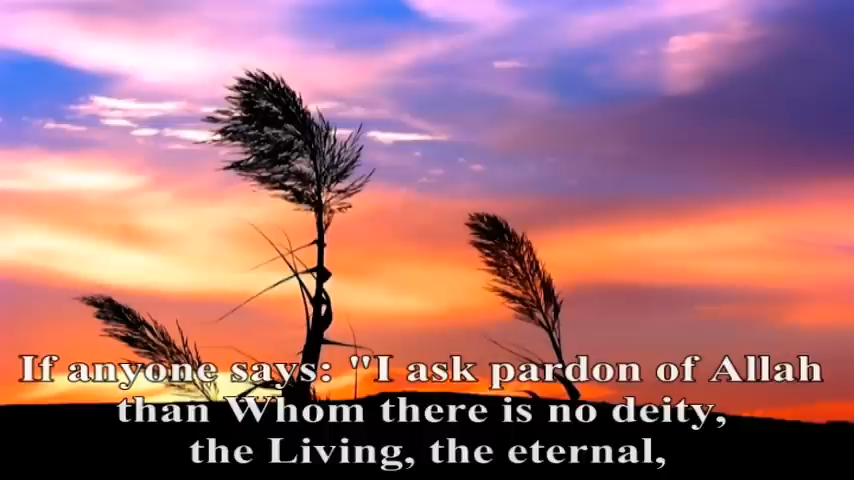 If anyone says: "I ask pardon of Allah
than Whom there is no deity,
the Living, the eternal,